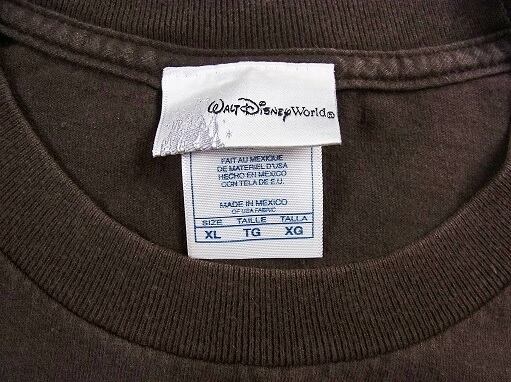 Walt Disney World®
FAIT AU MEXIQUE
DE MATERIEL D'USA
HECHO EN MEXICO
CON TELA DE E.U.
MADE IN MEXICO
OF USA FABRIC
SIZE TAILLE TALLA
XL TG XG